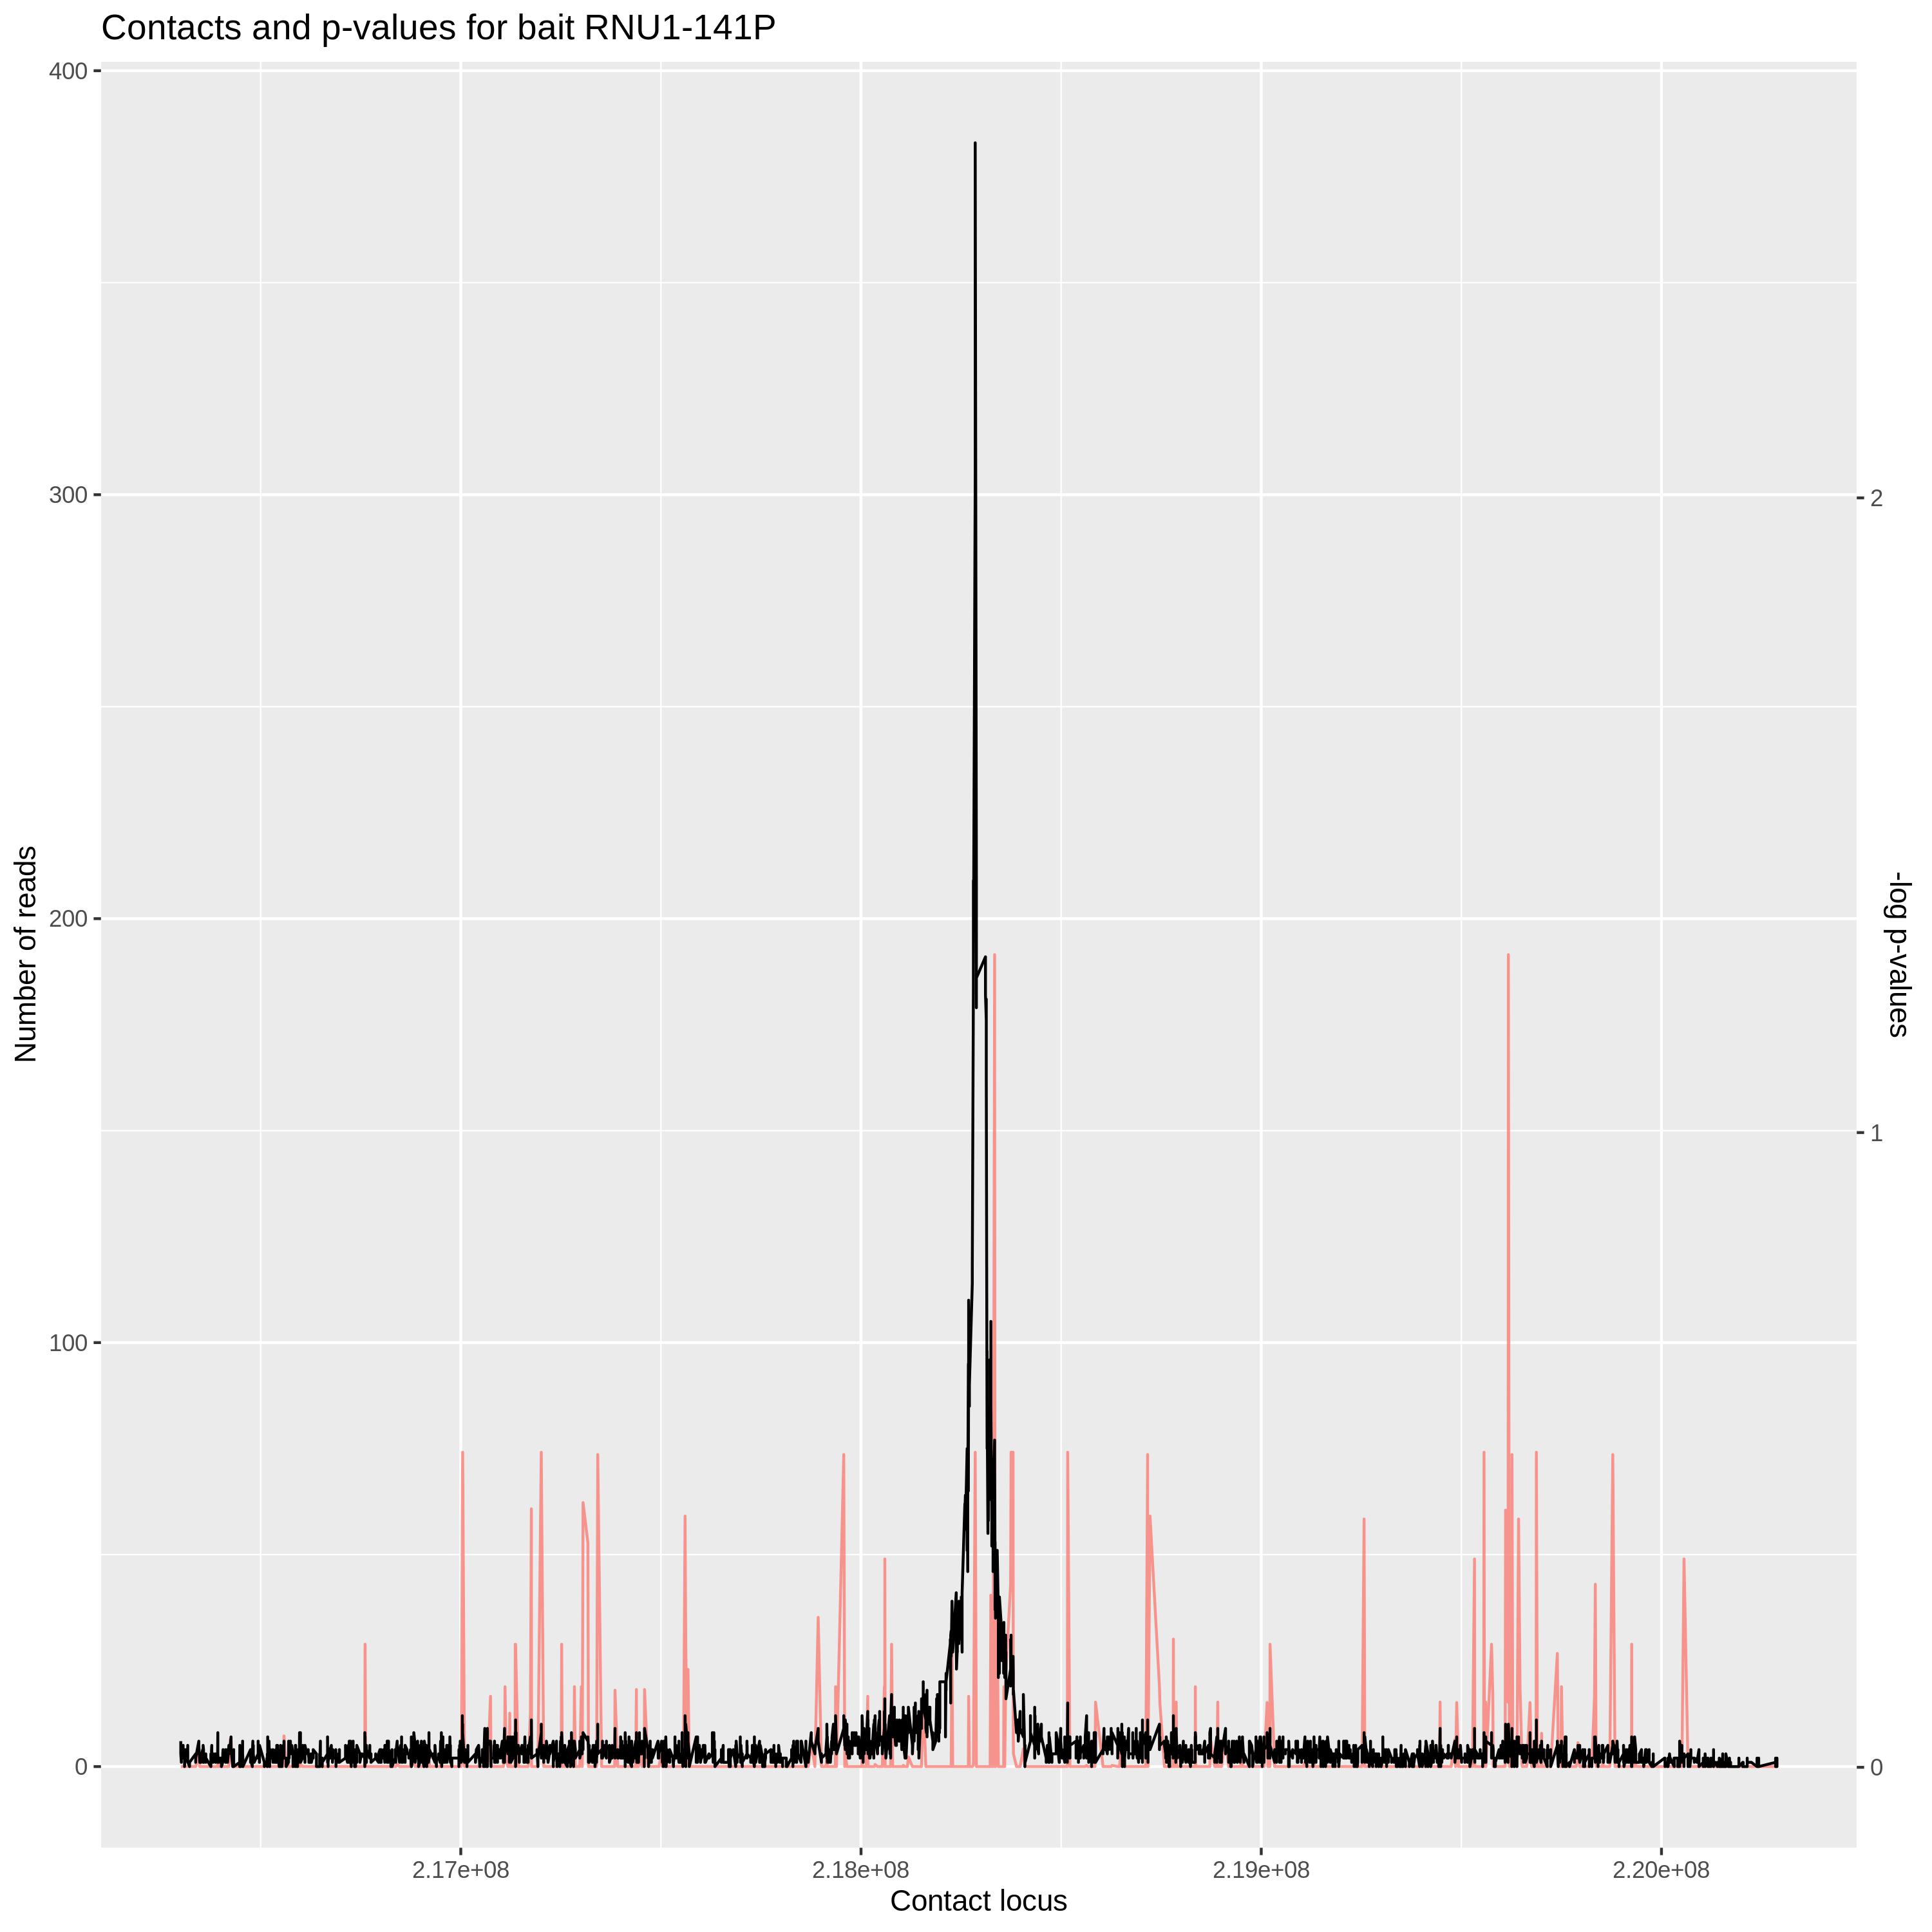 Contacts and p-values for bait RNU1-141P
400
300
200
100
0
Number of reads
2
1
0
-log p-values
2.17e+08
2.18e+08
2.19e+08
2.20e+08
Contact locus